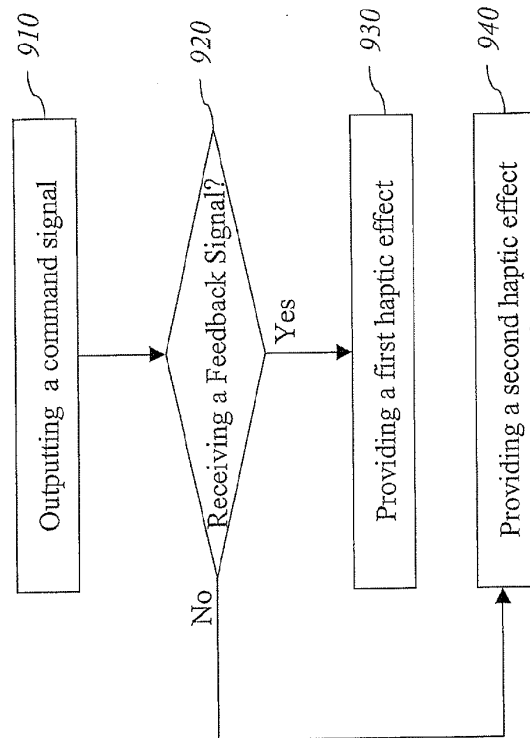 910
Outputting a command signal
920
Receiving a Feedback Signal?
Yes
No
930
Providing a first haptic effect
940
Providing a second haptic effect